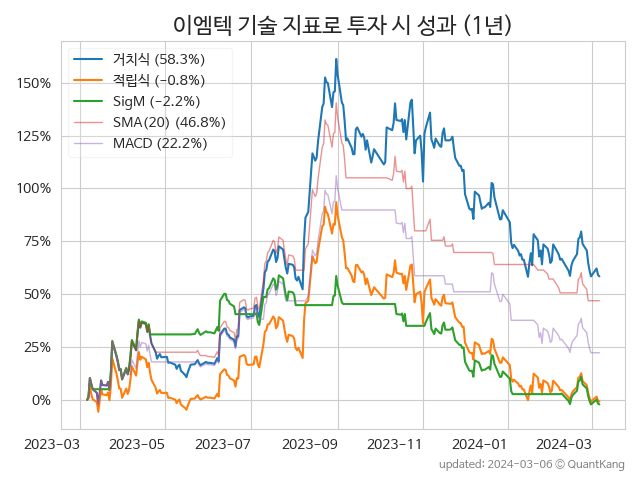 이엠텍 기술 지표로 투자 시 성과 (1년)
거치식 (58.3%)
적립식 (−0.8%)
SigM (−2.2%)
SMA(20) (46.8%)
MACD (22.2%)
150%
125%
100%
75%
50%
25%
0%
2023−03 2023−05 2023−07 2023−09 2023−11 2024−01 2024−03
updated: 2024−03−06 ⓒ QuantKang